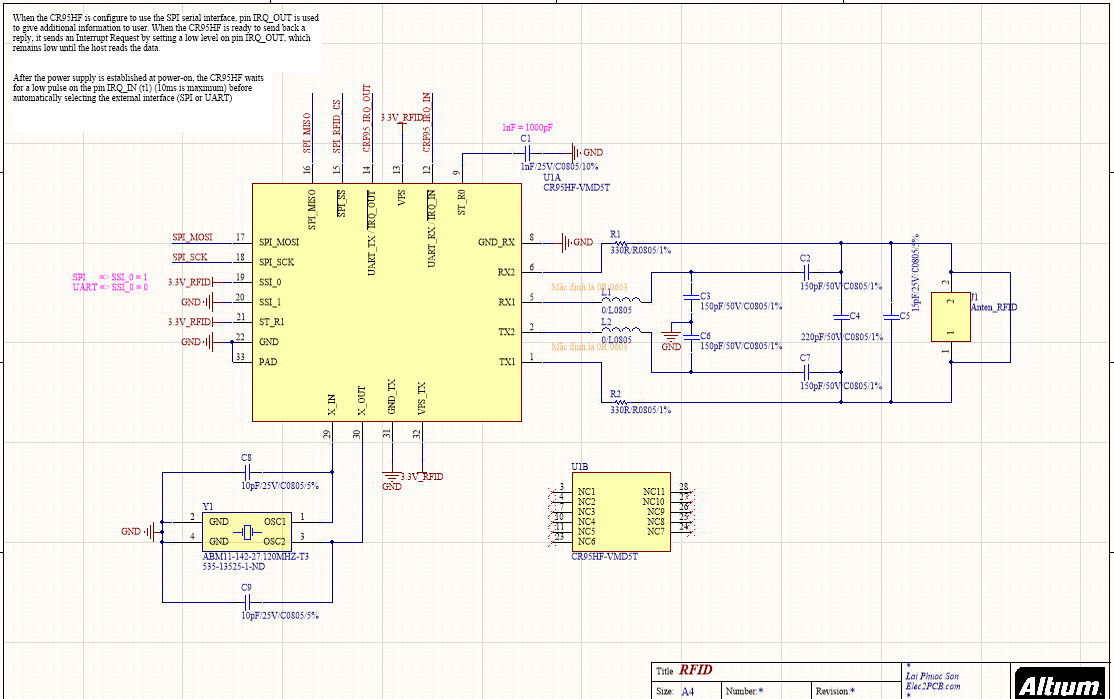 When the CR95HF is configure to use the SPI serial interface, pin IRQ_OUT is used
to give additional information to user. When the CR95HF is ready to send back a
reply, it sends an Interrupt Request by setting a low level on pin IRQ_OUT, which
remains low until the host reads the data.
After the power supply is established at power-on, the CR95HF waits
for a low pulse on the pin IRQ_IN (t1) (10ms is maximum) before
automatically selecting the external interface (SPI or UART)
SPI_MISO
SPI_RFID_CS
CRF95_IRQ_OUT
3.3V_RFID
CRF95_IRQ_IN
1nF = 1000pF
C1
GND
1nF/25V/C0805/10%
U1A
CR95HF-VMD5T
16
15
14
13
12
9
SPI_MISO
SPI_SS
UART_TX / IRQ_OUT
VPS
UART_RX / IRQ_IN
ST_R0
SPI_MOSI
17
SPI_MOSI
SPI_SCK
18
SPI_SCK
SPI => SSI_0 = 1
UART => SSI_0 = 0
3.3V_RFID
19
SSI_0
GND
20
SSI_1
3.3V_RFID
21
ST_R1
GND
22
GND
33
PAD
GND_RX
8
GND
RX2
6
RX1
5
TX2
2
TX1
1
R1
330R/R0805/1%
Mặc định là 0R/0603
L1
0/L0805
L2
0/L0805
Mặc định là 0R/0603
R2
330R/R0805/1%
C2
150pF/50V/C0805/1%
C3
150pF/50V/C0805/1%
GND
C6
150pF/50V/C0805/1%
C4
220pF/50V/C0805/1%
C7
150pF/50V/C0805/1%
C5
15pF/25V/C0805/5%
2
2
J1
Anten_RFID
1
1
X_IN
X_OUT
GND_TX
VPS_TX
29
30
31
32
GND
3.3V_RFID
C8
10pF/25V/C0805/5%
Y1
GND
2
GND
OSC1
1
4
GND
OSC2
3
ABM11-142-27.120MHZ-T3
535-13525-1-ND
C9
10pF/25V/C0805/5%
U1B
3
NC1
NC11
28
4
NC2
NC10
27
7
NC3
NC9
26
10
NC4
NC8
25
11
NC5
NC7
24
23
NC6
CR95HF-VMD5T
Title RFID
Size: A4
Number:*
Revision:*
*
Lai Phuoc Son
Elec2PCB.com
*
Altium